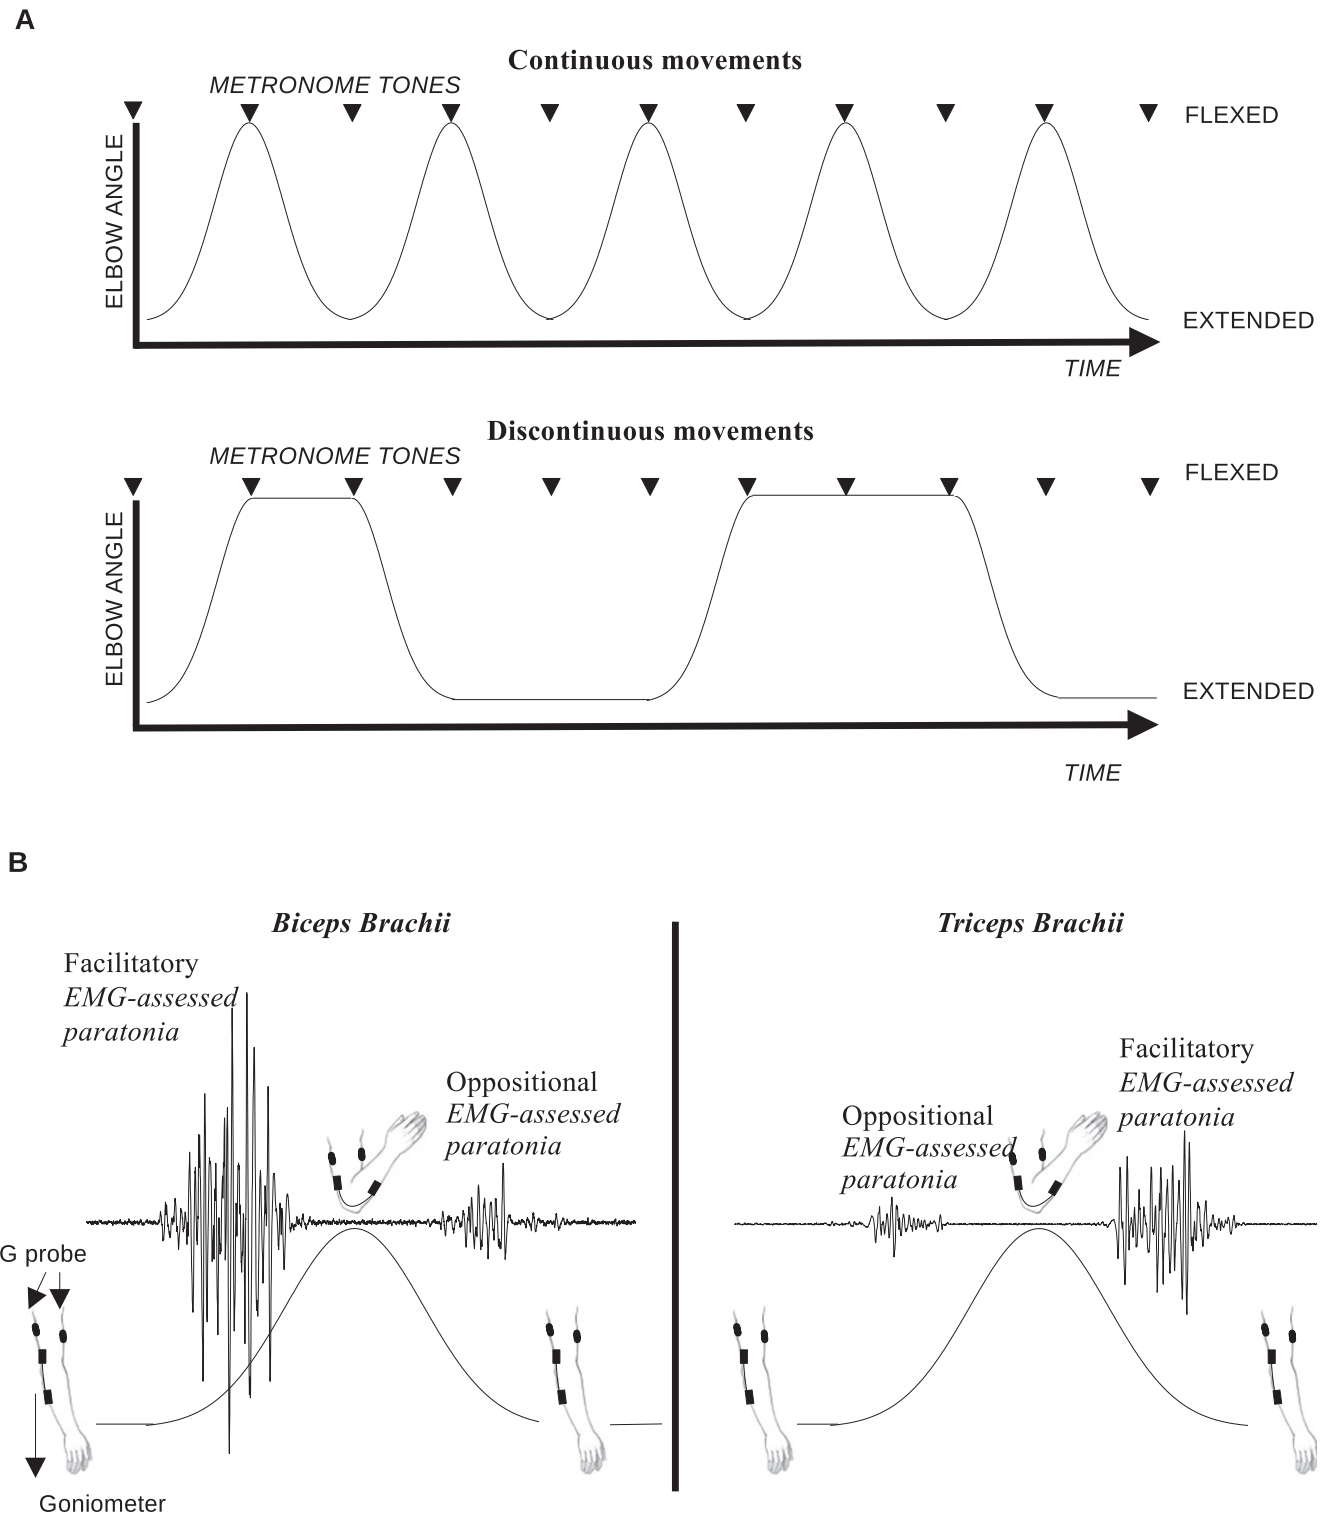 A
Continuous movements
METRONOME TONES
FLEXED
ELBOW ANGLE
EXTENDED
TIME
Discontinuous movements
METRONOME TONES
FLEXED
ELBOW ANGLE
EXTENDED
TIME
B
Biceps Brachii
Facilitatory
EMG-assessed
paratonia
Oppositional
EMG-assessed
paratonia
G probe
Goniometer
Triceps Brachii
Oppositional
EMG-assessed
paratonia
Facilitatory
EMG-assessed
paratonia